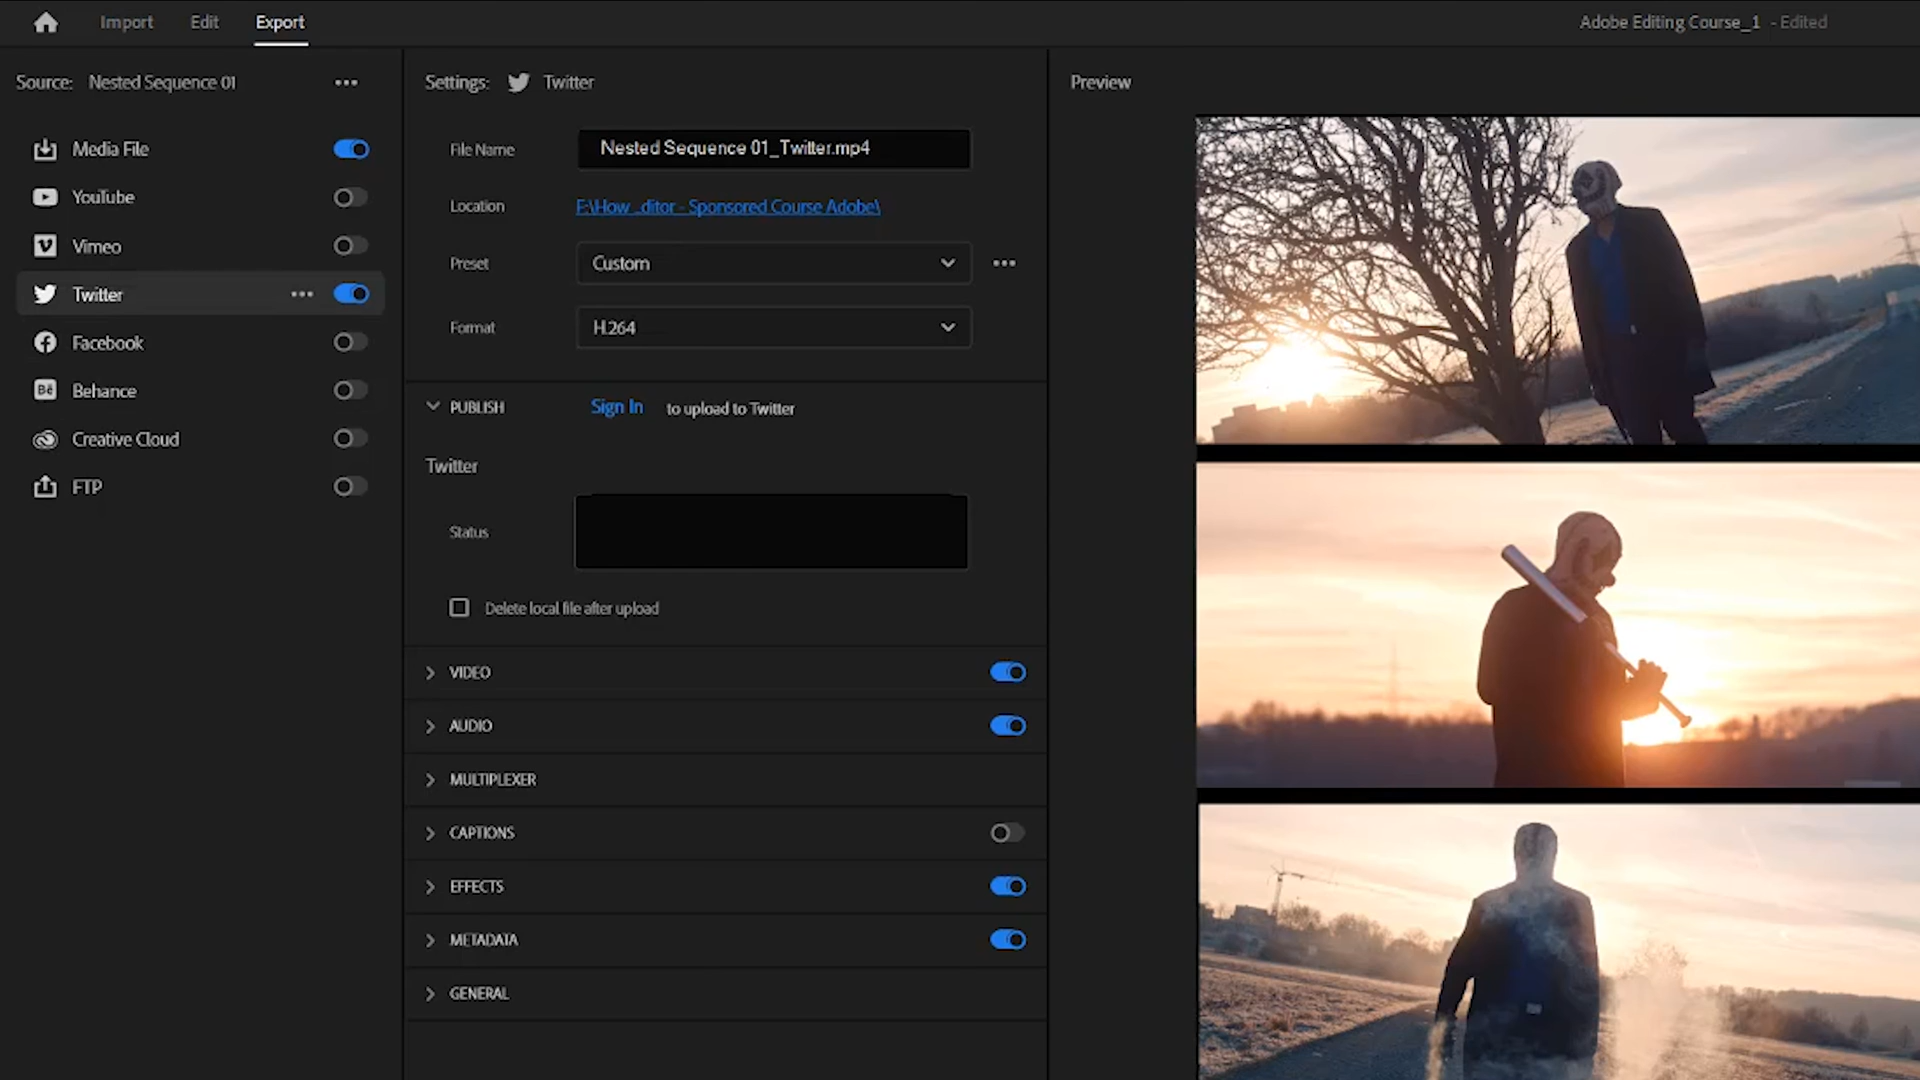 Import Edit Export
Adobe Editing Course_1 - Edited
Source: Nested Sequence 01
Media File
YouTube
Vimeo
Twitter
Facebook
Behance
Creative Cloud
FTP
Settings: Twitter
File Name Nested Sequence 01_Twitter.mp4
Location F:\How ...ditor - Sponsored Course Adobe\
Preset Custom
Format H.264
PUBLISH Sign In to upload to Twitter
Twitter
Status
Delete local file after upload
VIDEO
AUDIO
MULTIPLEXER
CAPTIONS
EFFECTS
METADATA
GENERAL
Preview